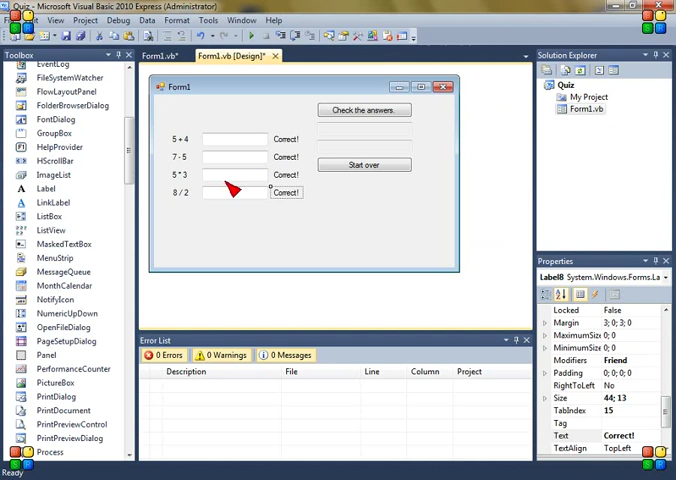 Quiz - Microsoft Visual Basic 2010 Express (Administrator)
View Project Debug Data Format Tools Window Help
Toolbox
EventLog
FileSystemWatcher
FlowLayoutPanel
FolderBrowserDialog
FontDialog
GroupBox
HelpProvider
HScrollBar
ImageList
Label
LinkLabel
ListBox
ListView
MaskedTextBox
MenuStrip
MessageQueue
MonthCalendar
NotifyIcon
NumericUpDown
OpenFileDialog
PageSetupDialog
Panel
PerformanceCounter
PictureBox
PrintDialog
PrintDocument
PrintPreviewControl
PrintPreviewDialog
Process
Form1.vb*
Form1.vb [Design]*
Form1
Check the answers.
5 + 4 Correct!
7 - 5 Correct!
Start over
5 * 3 Correct!
8 / 2 Correct!
Error List
0 Errors 0 Warnings 0 Messages
Description File Line Column Project
Solution Explorer
Quiz
My Project
Form1.vb
Properties
Label8 System.Windows.Forms.La
Locked False
Margin 3; 0; 3; 0
MaximumSize 0; 0
MinimumSize 0; 0
Modifiers Friend
Padding 0; 0; 0; 0
RightToLeft No
Size 44; 13
TabIndex 15
Tag
Text Correct!
TextAlign TopLeft